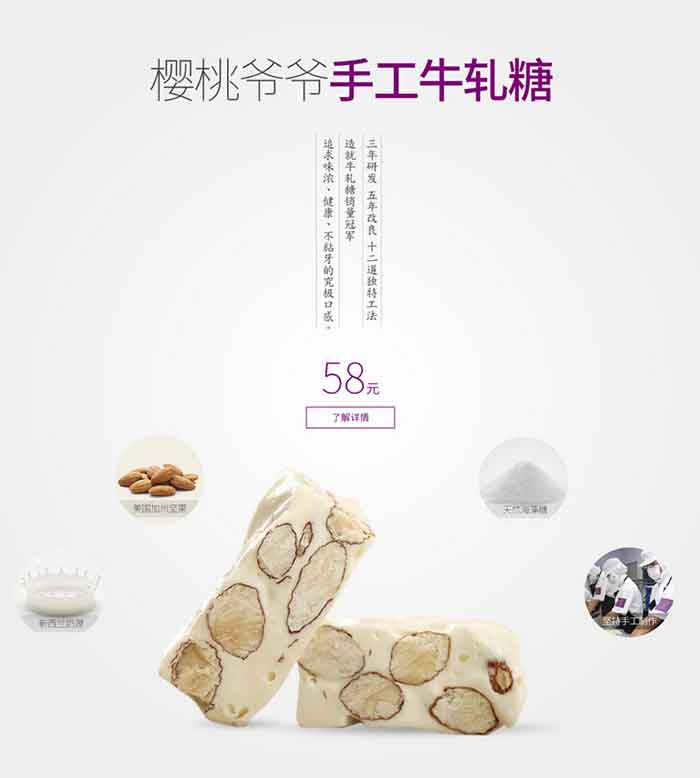 樱桃爷爷手工牛轧糖
三年研发 五年改良 十二道独特工法
造就牛轧糖销量冠军
追求味浓、健康、不黏牙的究极口感。
58元
了解详情
美国加州坚果
天然海藻糖
新西兰奶源
坚持手工制作